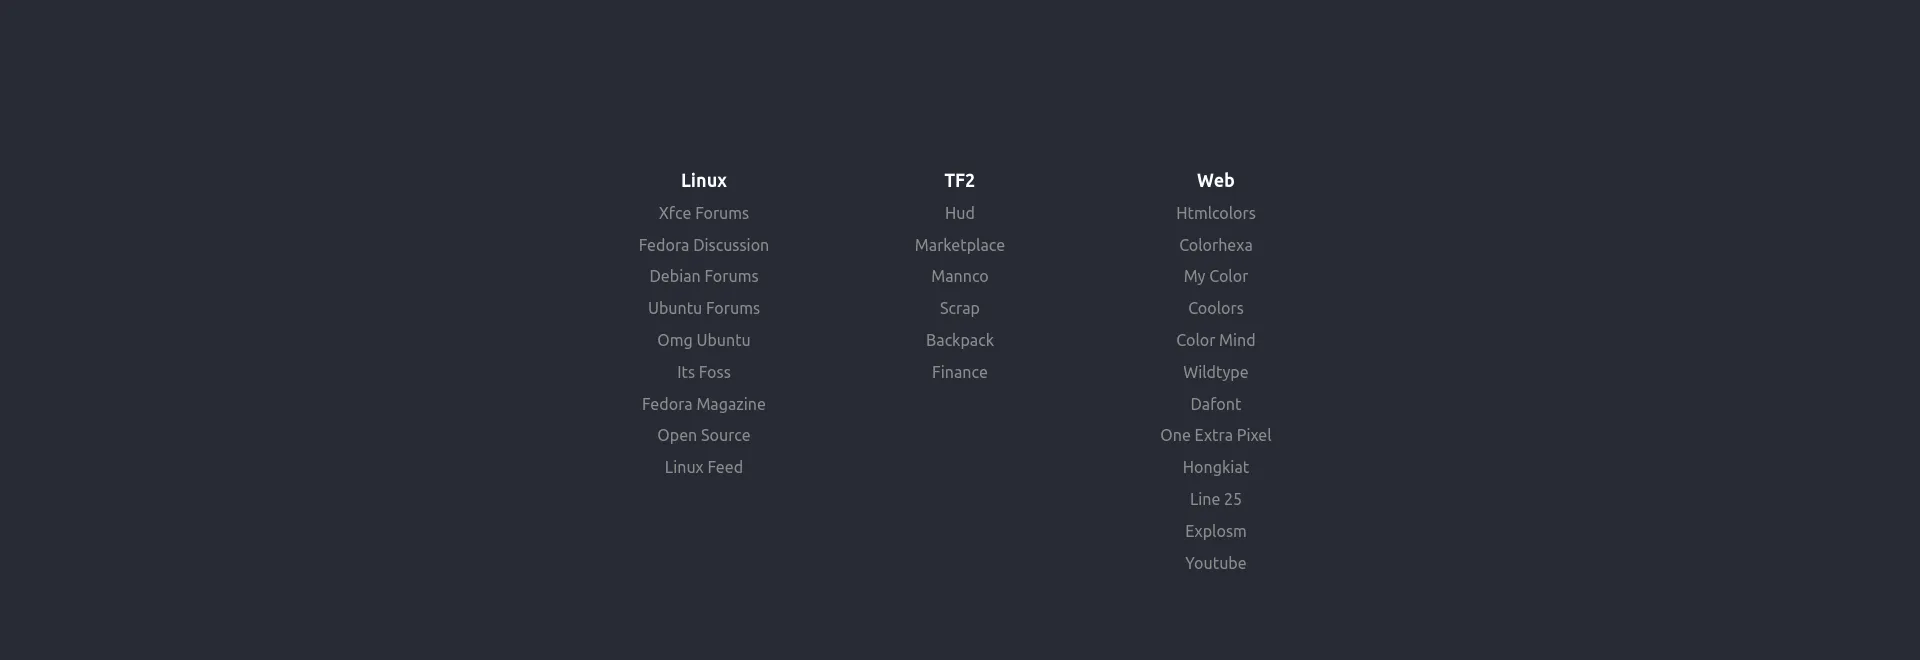 Linux
Xfce Forums
Fedora Discussion
Debian Forums
Ubuntu Forums
Omg Ubuntu
Its Foss
Fedora Magazine
Open Source
Linux Feed
TF2
Hud
Marketplace
Mannco
Scrap
Backpack
Finance
Web
Htmlcolors
Colorhexa
My Color
Coolors
Color Mind
Wildtype
Dafont
One Extra Pixel
Hongkiat
Line 25
Explosm
Youtube